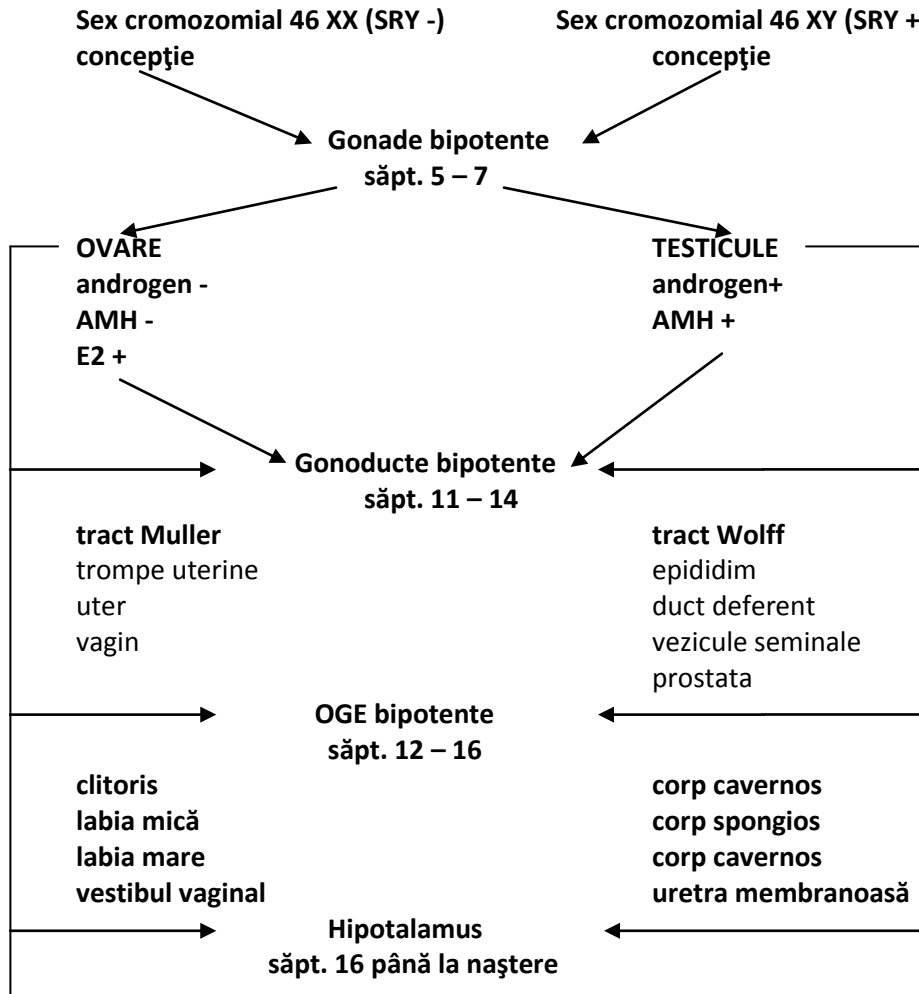 Sex cromozomial 46 XX (SRY -)
concepţie
Sex cromozomial 46 XY (SRY +
concepţie
Gonade bipotente
săpt. 5 – 7
OVARE
androgen -
AMH -
E2 +
TESTICULE
androgen+
AMH +
Gonoducte bipotente
săpt. 11 – 14
tract Muller
trompe uterine
uter
vagin
tract Wolff
epididim
duct deferent
vezicule seminale
prostata
OGE bipotente
săpt. 12 – 16
clitoris
labia mică
labia mare
vestibul vaginal
corp cavernos
corp spongios
corp cavernos
uretra membranoasă
Hipotalamus
săpt. 16 până la naştere